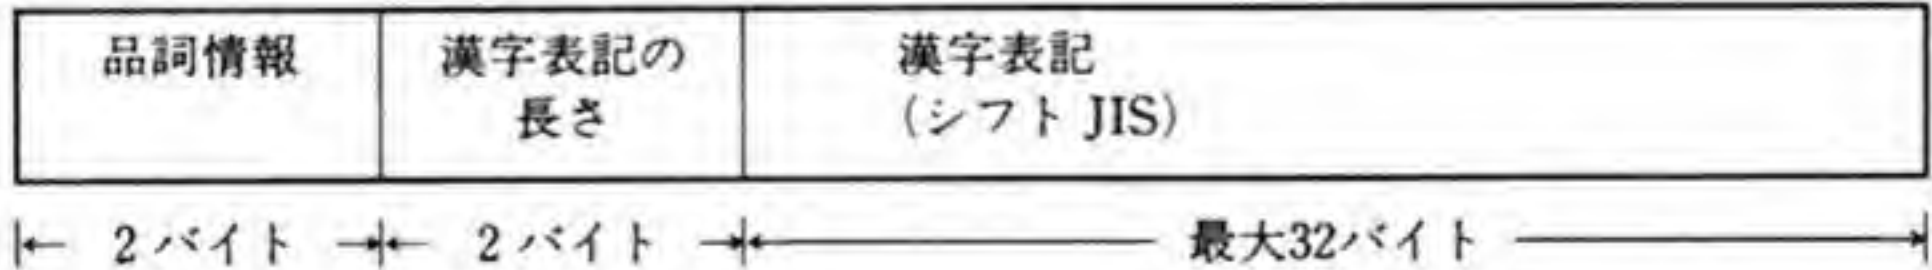 品詞情報
漢字表記の
長さ
漢字表記
(シフト JIS)
2バイト
2バイト
最大32バイト